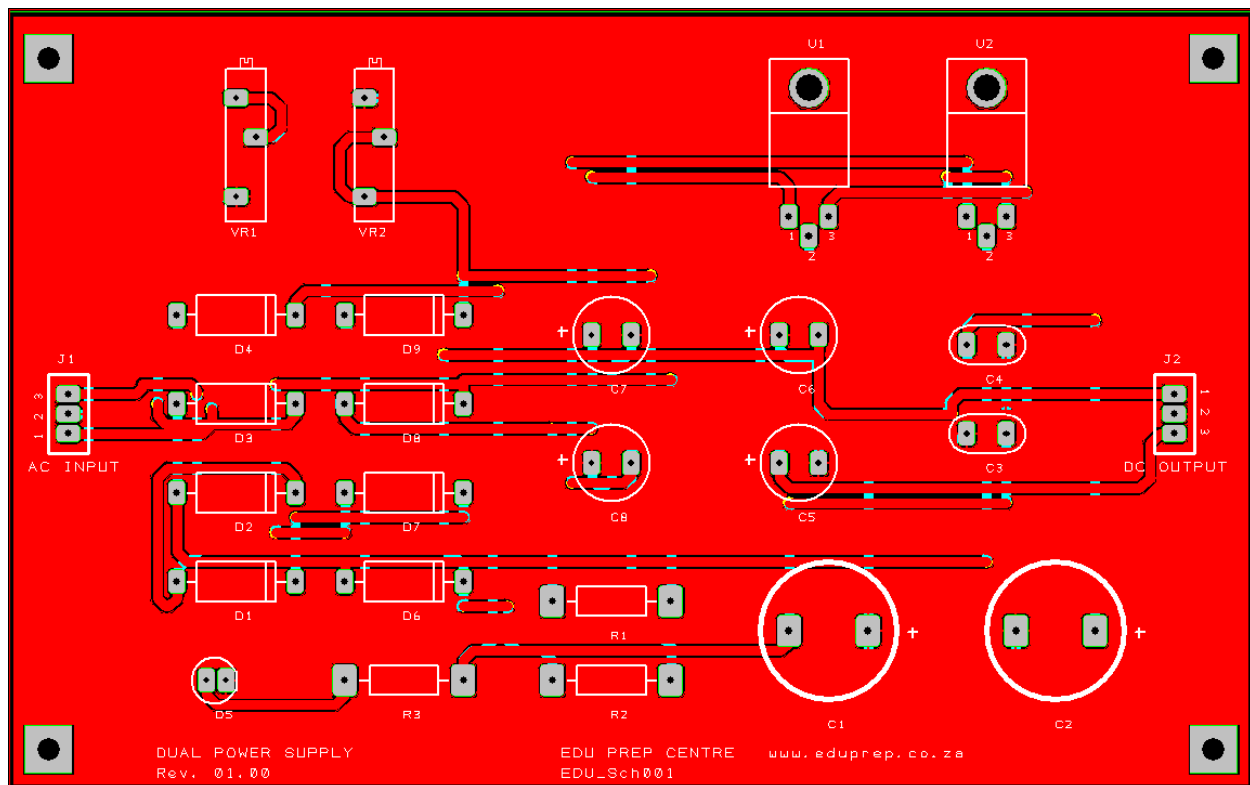 U1 U2
VR1 VR2
1 3 1 3
2 2
D4 D9
+ +
J1 J2
C7 C6 C4
3 1
2 D3 D8 2
1 3
AC INPUT + + C3 DC OUTPUT
D2 D7 C8 C5
D1 D6
R1
+ +
D5 R3 R2
C1 C2
DUAL POWER SUPPLY EDU PREP CENTRE www.eduprep.co.za
Rev. 01.00 EDU_Sch001